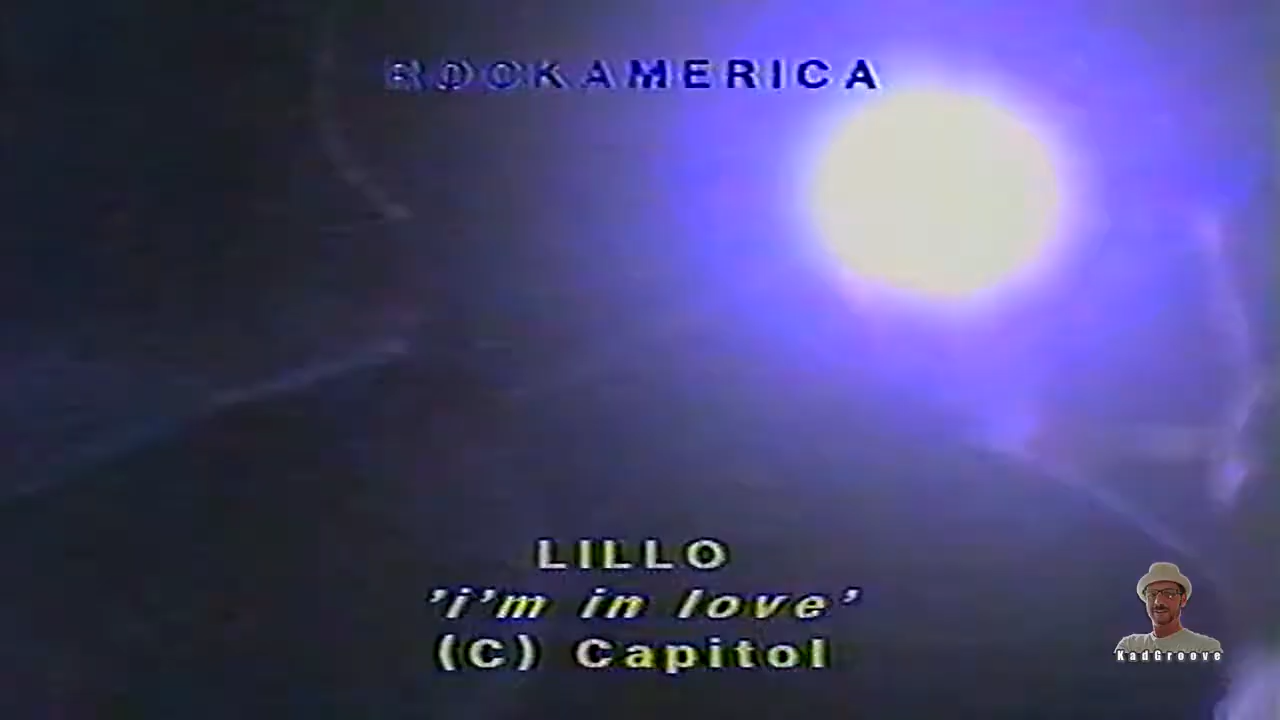 ROCKAMERICA
LILLO
'i'm in love'
(C) Capitol
KadGroove